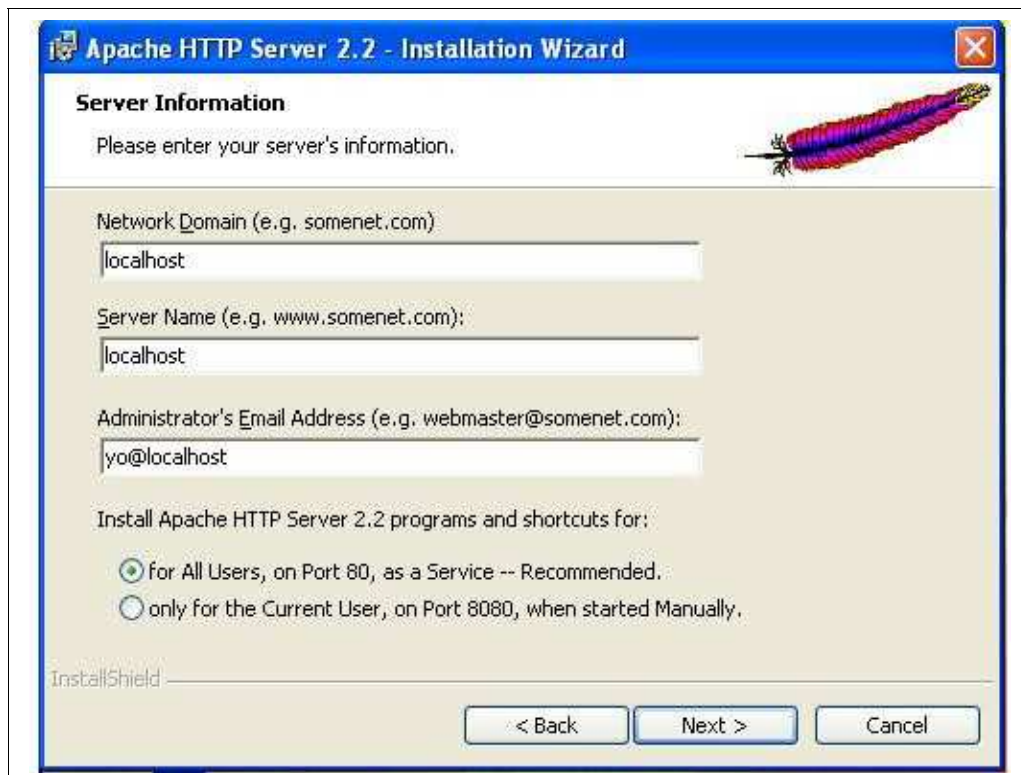 Apache HTTP Server 2.2 - Installation Wizard
Server Information
Please enter your server's information.
Network Domain (e.g. somenet.com)
localhost
Server Name (e.g. www.somenet.com):
localhost
Administrator's Email Address (e.g. webmaster@somenet.com):
yo@localhost
Install Apache HTTP Server 2.2 programs and shortcuts for:
for All Users, on Port 80, as a Service -- Recommended.
only for the Current User, on Port 8080, when started Manually.
InstallShield
< Back Next > Cancel